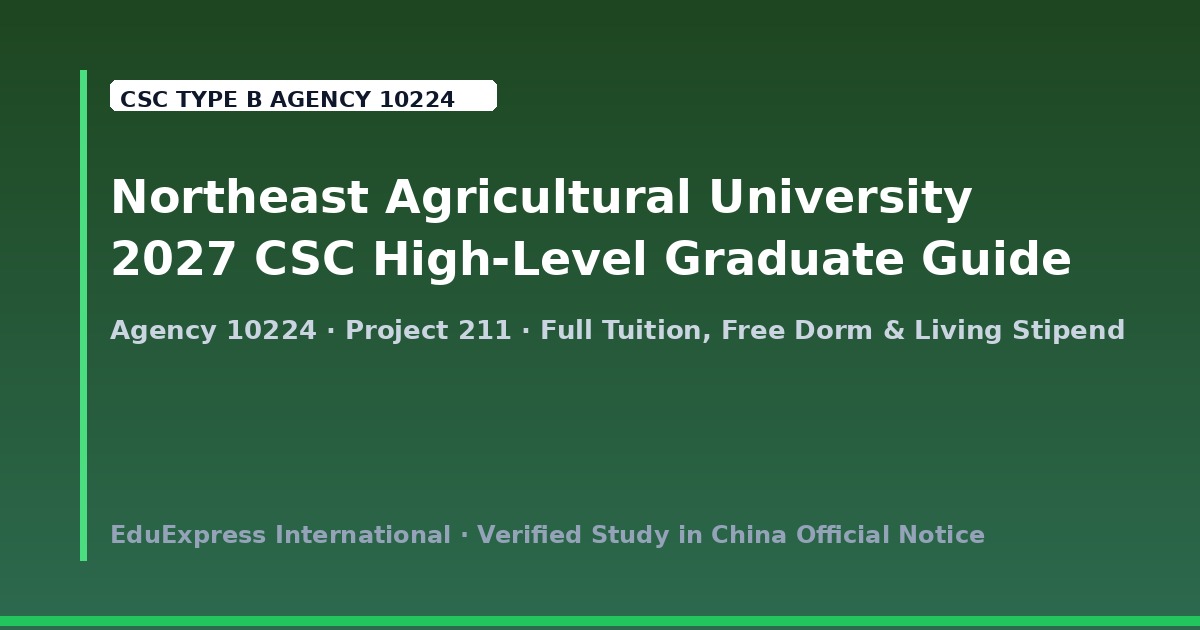 CSC TYPE B AGENCY 10224
Northeast Agricultural University
2027 CSC High-Level Graduate Guide
Agency 10224 · Project 211 · Full Tuition, Free Dorm & Living Stipend
EduExpress International · Verified Study in China Official Notice